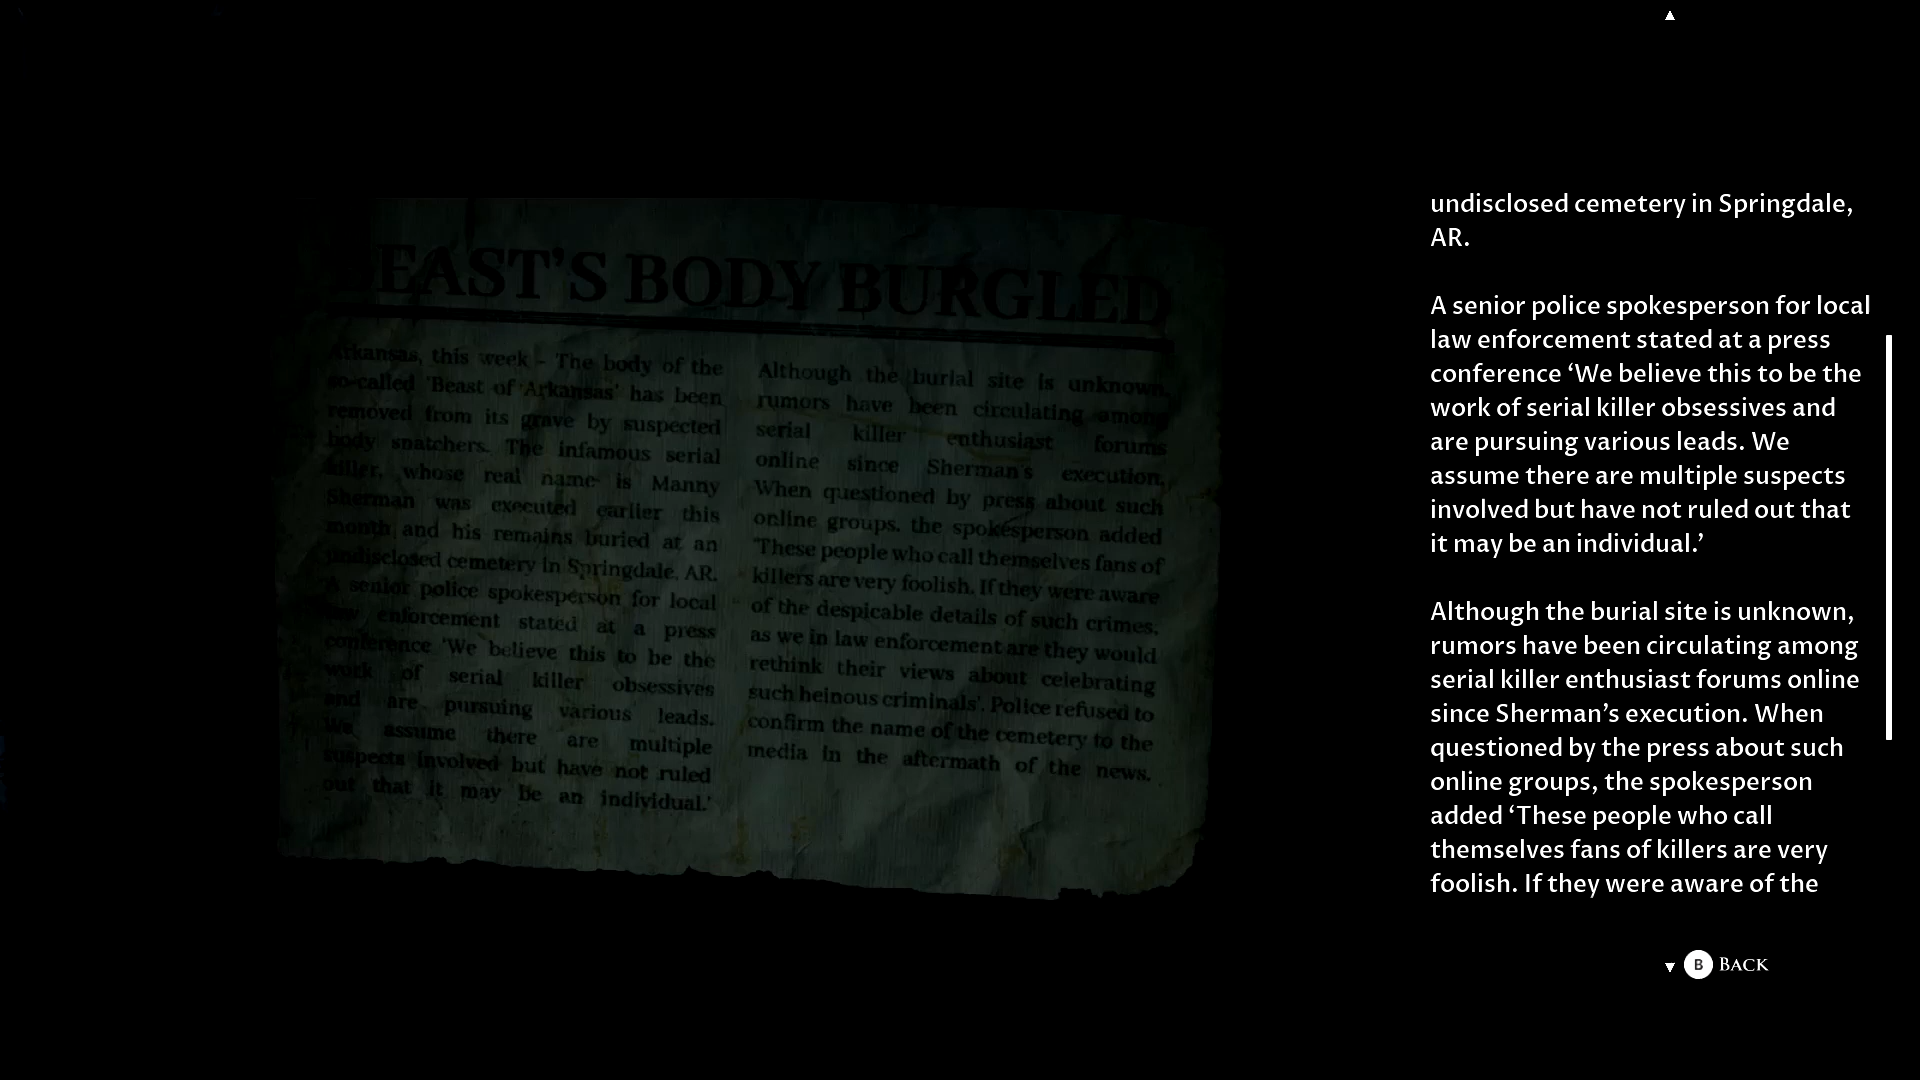 BEAST'S BODY BURGLED
Arkansas, this week - The body of the
so-called 'Beast of Arkansas' has been
removed from its grave by suspected
body snatchers. The infamous serial
killer, whose real name is Manny
Sherman was executed earlier this
month and his remains buried at an
undisclosed cemetery in Springdale, AR.
A senior police spokesperson for local
law enforcement stated at a press
conference 'We believe this to be the
work of serial killer obsessives
and are pursuing various leads.
We assume there are multiple
suspects involved but have not ruled
out that it may be an individual.'
Although the burial site is unknown,
rumors have been circulating among
serial killer enthusiast forums
online since Sherman's execution.
When questioned by press about such
online groups, the spokesperson added
'These people who call themselves fans of
killers are very foolish. If they were aware
of the despicable details of such crimes,
as we in law enforcement are they would
rethink their views about celebrating
such heinous criminals'. Police refused to
confirm the name of the cemetery to the
media in the aftermath of the news.
undisclosed cemetery in Springdale,
AR.
A senior police spokesperson for local
law enforcement stated at a press
conference ‘We believe this to be the
work of serial killer obsessives and
are pursuing various leads. We
assume there are multiple suspects
involved but have not ruled out that
it may be an individual.’
Although the burial site is unknown,
rumors have been circulating among
serial killer enthusiast forums online
since Sherman’s execution. When
questioned by the press about such
online groups, the spokesperson
added ‘These people who call
themselves fans of killers are very
foolish. If they were aware of the
B BACK